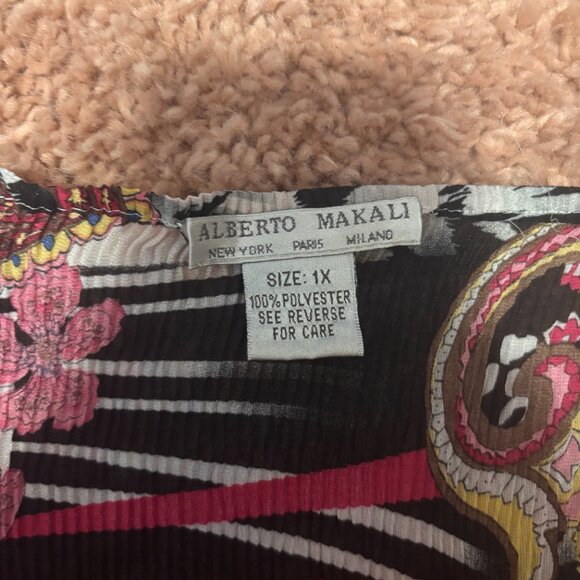 ALBERTO MAKALI
NEW YORK PARIS MILANO
SIZE: 1X
100% POLYESTER
SEE REVERSE
FOR CARE